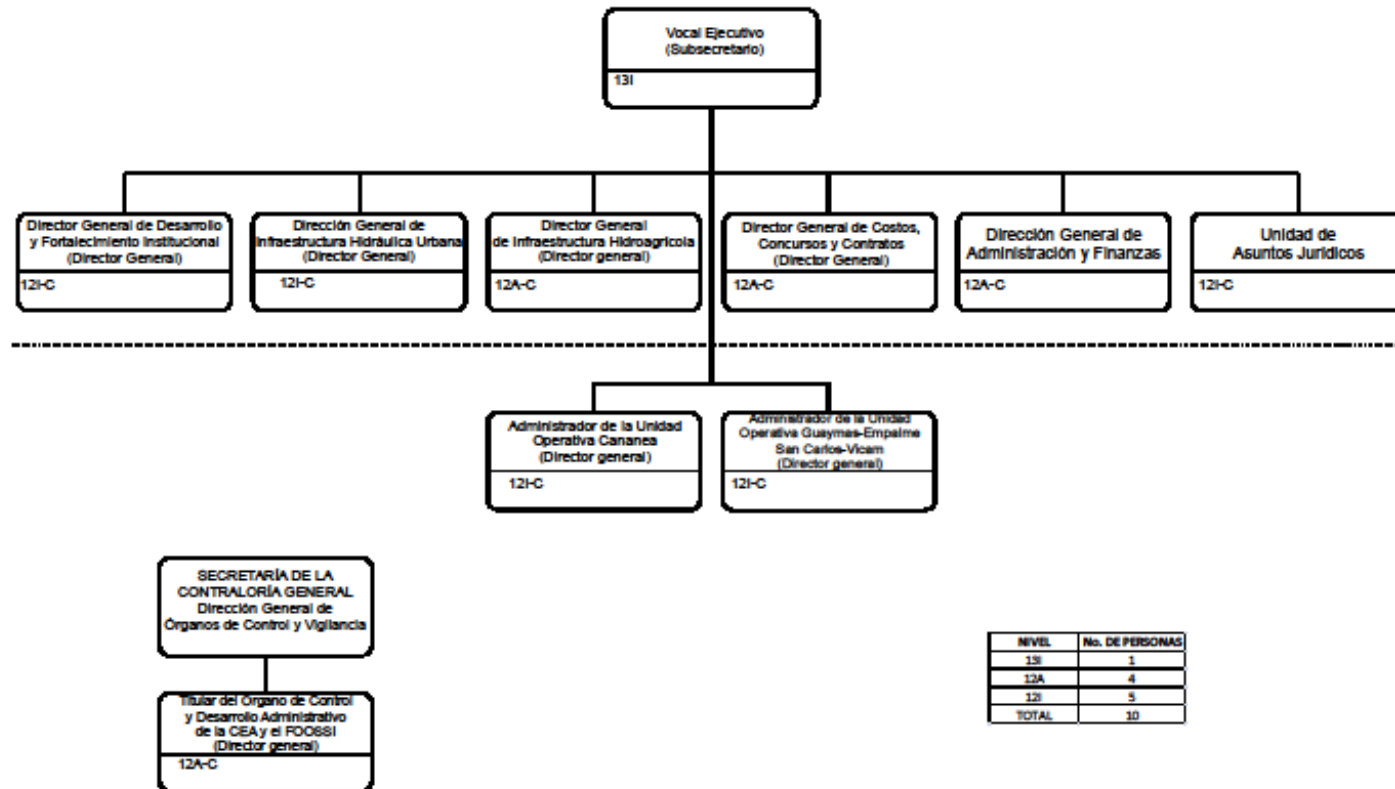 Vocal Ejecutivo
(Subsecretario)
13I
Director General de Desarrollo
y Fortalecimiento Institucional
(Director General)
12I-C
Dirección General de
Infraestructura Hidráulica Urbana
(Director General)
12I-C
Director General
de Infraestructura Hidroagrícola
(Director general)
12A-C
Director General de Costos,
Concursos y Contratos
(Director General)
12A-C
Dirección General de
Administración y Finanzas
12A-C
Unidad de
Asuntos Jurídicos
12I-C
Administrador de la Unidad
Operativa Cananea
(Director general)
12I-C
Administrador de la Unidad
Operativa Guaymas-Empalme
San Carlos-Vicam
(Director general)
12I-C
SECRETARÍA DE LA
CONTRALORÍA GENERAL
Dirección General de
Órganos de Control y Vigilancia
Titular del Órgano de Control
y Desarrollo Administrativo
de la CEA y el FOOSSI
(Director general)
12A-C
NIVEL No. DE PERSONAS
13I 1
12A 4
12I 5
TOTAL 10